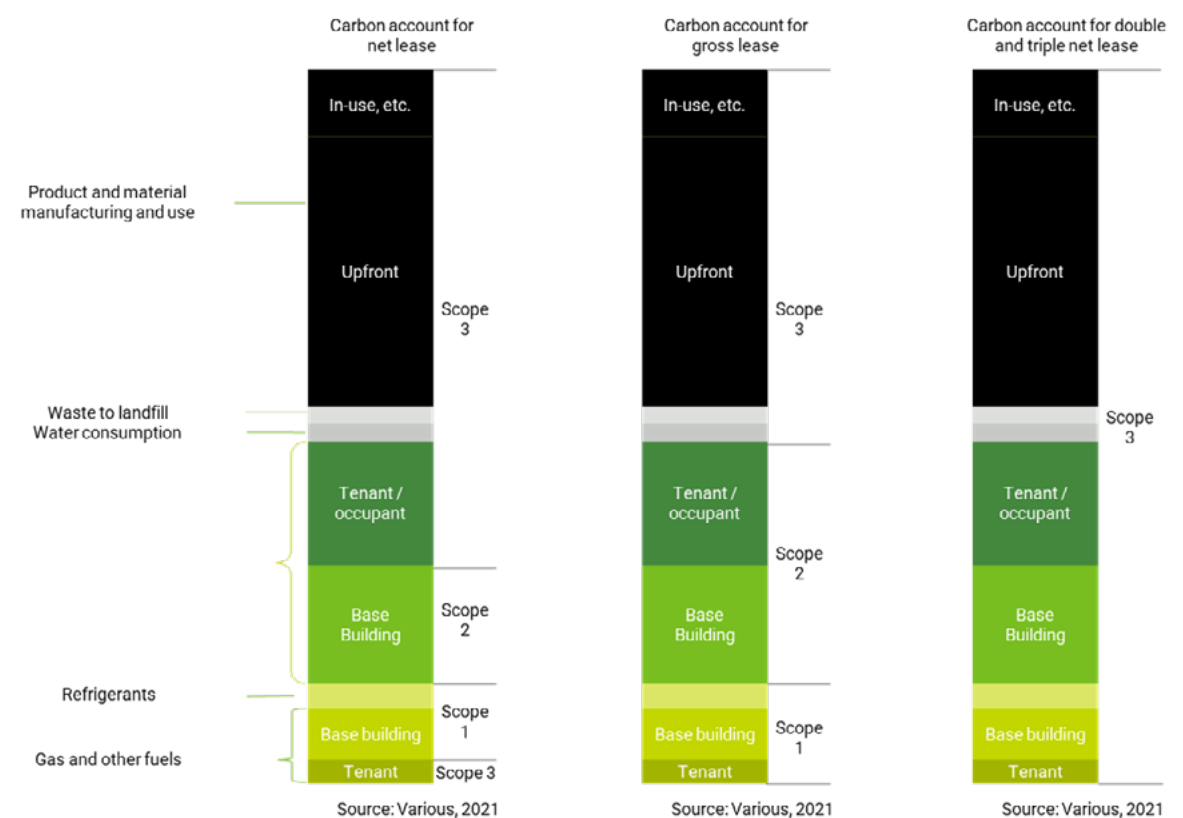 Carbon account for
net lease
Carbon account for
gross lease
Carbon account for double
and triple net lease
In-use, etc.
In-use, etc.
In-use, etc.
Product and material
manufacturing and use
Upfront
Upfront
Upfront
Scope
3
Scope
3
Waste to landfill
Water consumption
Scope
3
Tenant /
occupant
Tenant /
occupant
Tenant /
occupant
Scope
2
Base
Building
Scope
2
Base
Building
Base
Building
Refrigerants
Scope
1
Base building
Base building
Scope
1
Base building
Gas and other fuels
Tenant
Scope 3
Tenant
Tenant
Source: Various, 2021
Source: Various, 2021
Source: Various, 2021